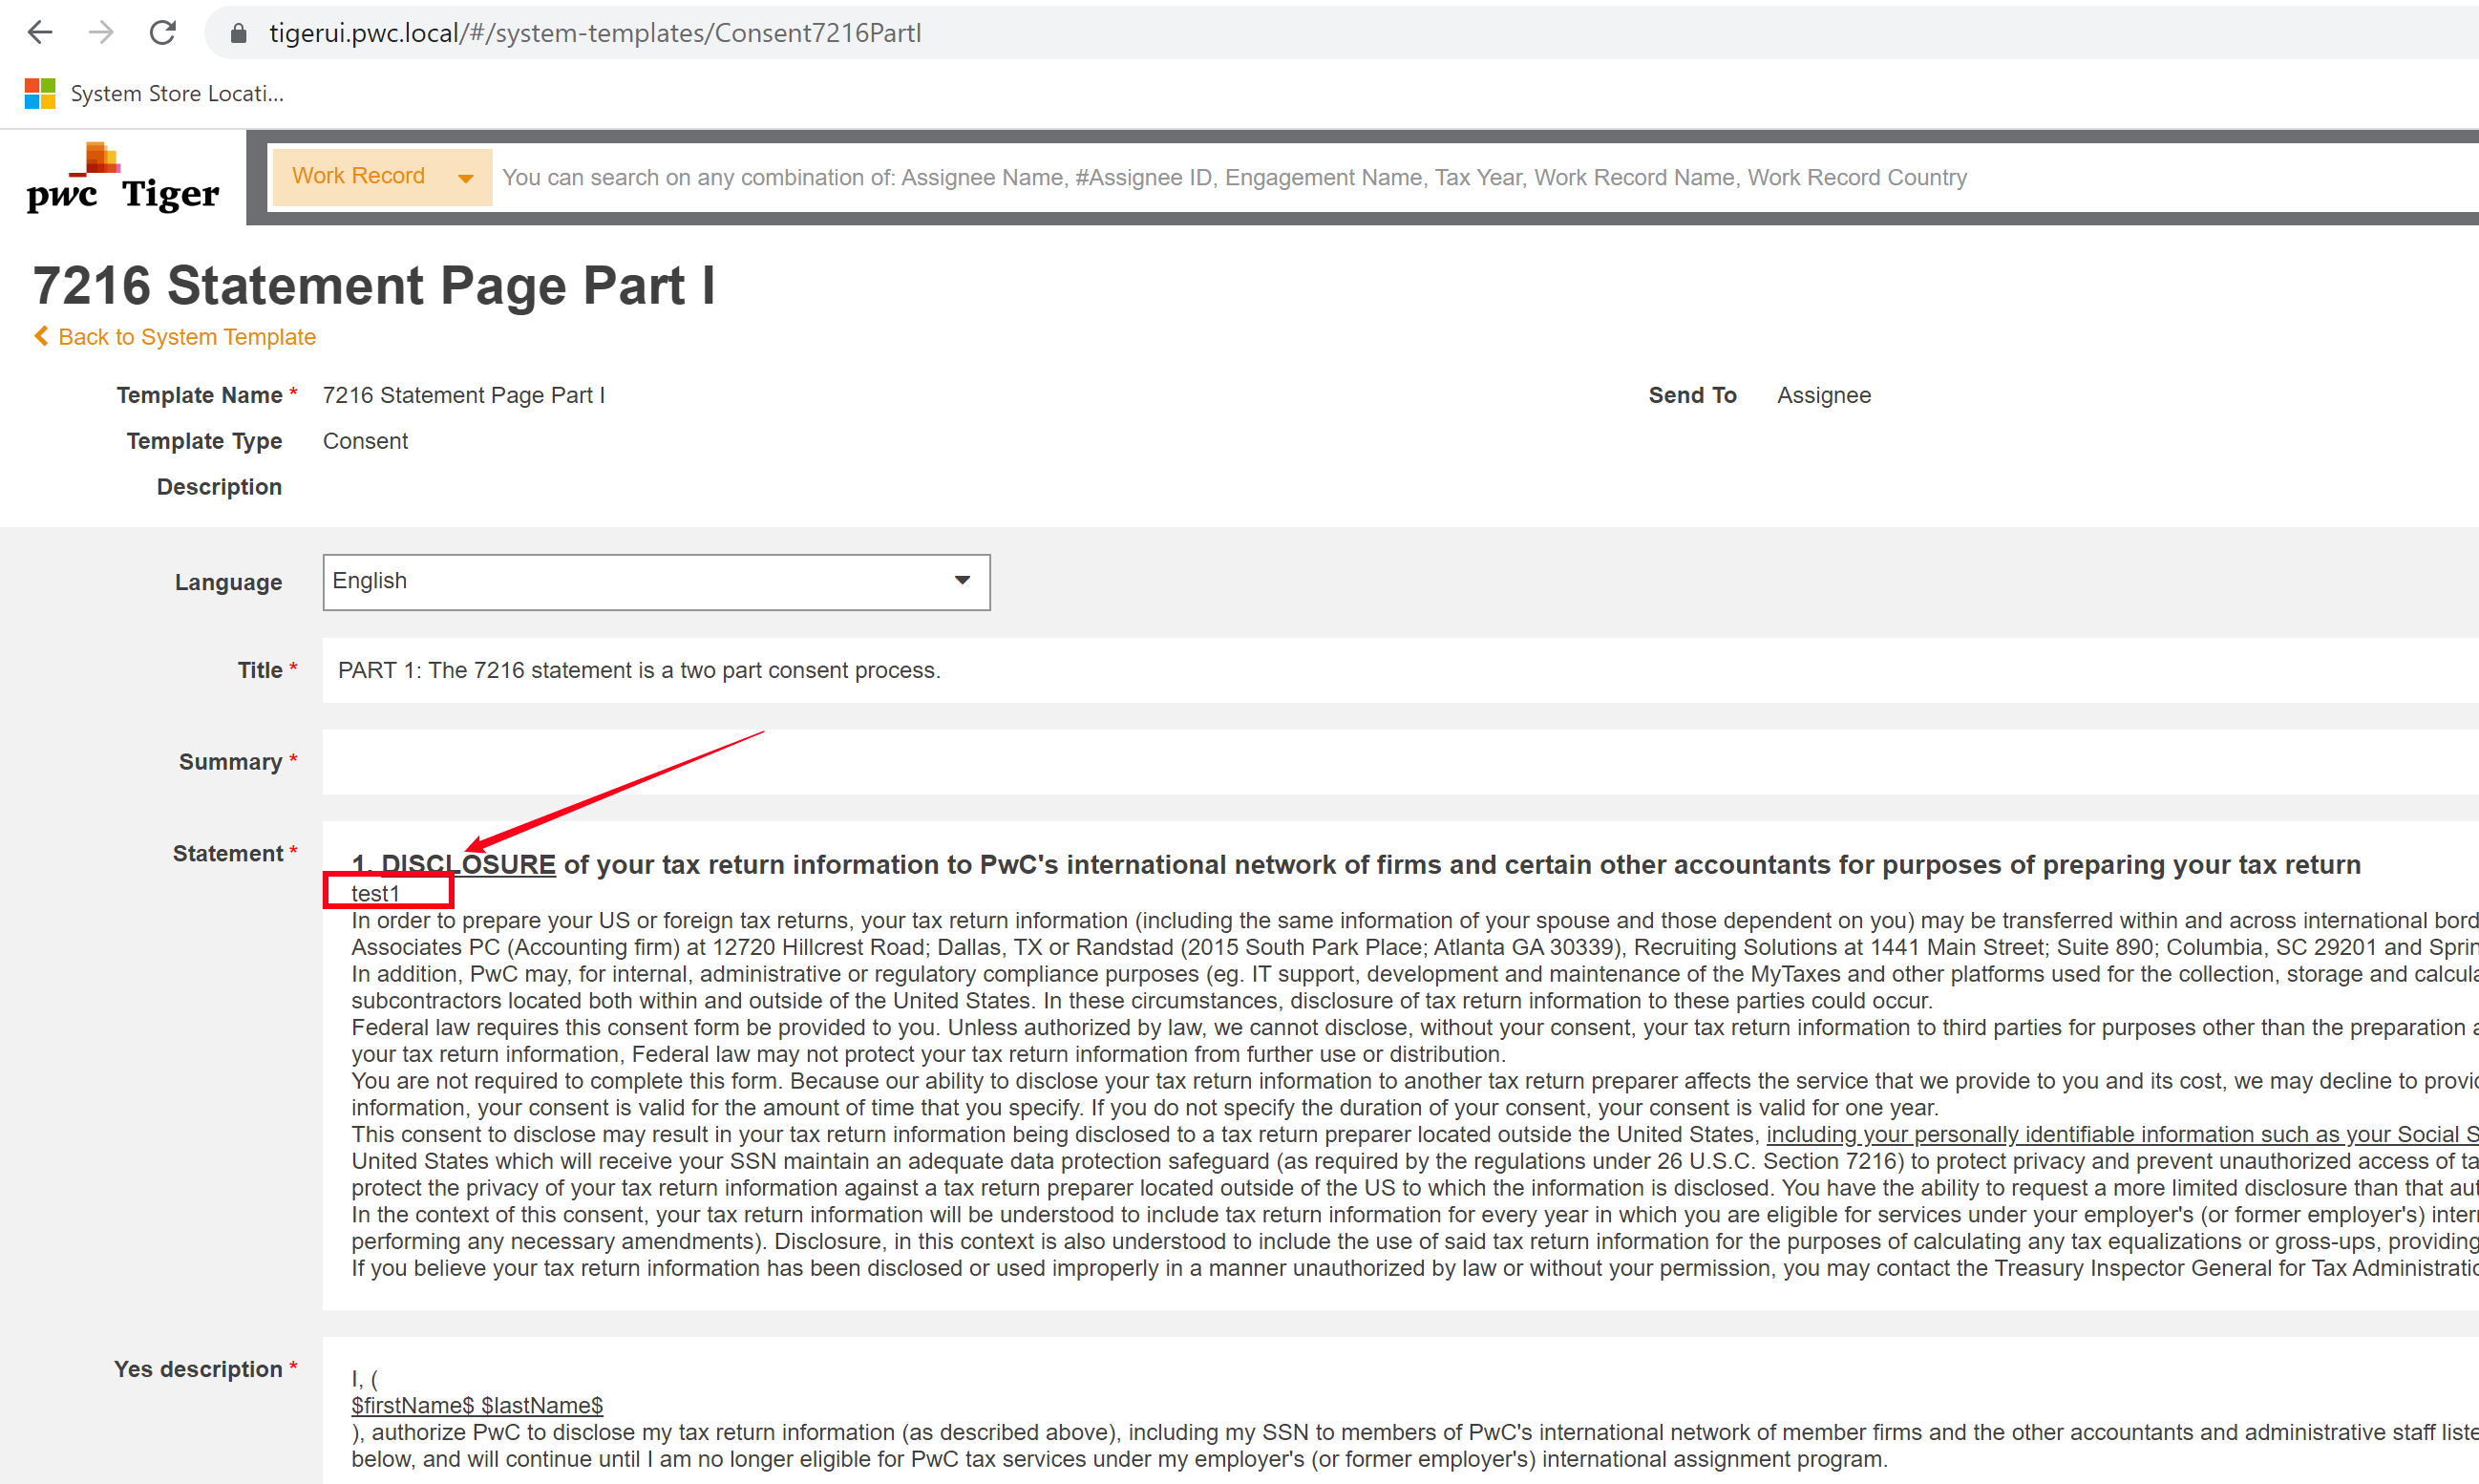 tigerui.pwc.local/#/system-templates/Consent7216PartI
System Store Locati...
pwc Tiger
Work Record
You can search on any combination of: Assignee Name, #Assignee ID, Engagement Name, Tax Year, Work Record Name, Work Record Country
7216 Statement Page Part I
Back to System Template
Template Name * 7216 Statement Page Part I
Send To Assignee
Template Type Consent
Description
Language English
Title * PART 1: The 7216 statement is a two part consent process.
Summary *
Statement * 1. DISCLOSURE of your tax return information to PwC's international network of firms and certain other accountants for purposes of preparing your tax return
test1
In order to prepare your US or foreign tax returns, your tax return information (including the same information of your spouse and those dependent on you) may be transferred within and across international bord
Associates PC (Accounting firm) at 12720 Hillcrest Road; Dallas, TX or Randstad (2015 South Park Place; Atlanta GA 30339), Recruiting Solutions at 1441 Main Street; Suite 890; Columbia, SC 29201 and Sprin
In addition, PwC may, for internal, administrative or regulatory compliance purposes (eg. IT support, development and maintenance of the MyTaxes and other platforms used for the collection, storage and calcula
subcontractors located both within and outside of the United States. In these circumstances, disclosure of tax return information to these parties could occur.
Federal law requires this consent form be provided to you. Unless authorized by law, we cannot disclose, without your consent, your tax return information to third parties for purposes other than the preparation a
your tax return information, Federal law may not protect your tax return information from further use or distribution.
You are not required to complete this form. Because our ability to disclose your tax return information to another tax return preparer affects the service that we provide to you and its cost, we may decline to provid
information, your consent is valid for the amount of time that you specify. If you do not specify the duration of your consent, your consent is valid for one year.
This consent to disclose may result in your tax return information being disclosed to a tax return preparer located outside the United States, including your personally identifiable information such as your Social S
United States which will receive your SSN maintain an adequate data protection safeguard (as required by the regulations under 26 U.S.C. Section 7216) to protect privacy and prevent unauthorized access of ta
protect the privacy of your tax return information against a tax return preparer located outside of the US to which the information is disclosed. You have the ability to request a more limited disclosure than that aut
In the context of this consent, your tax return information will be understood to include tax return information for every year in which you are eligible for services under your employer's (or former employer's) inter
performing any necessary amendments). Disclosure, in this context is also understood to include the use of said tax return information for the purposes of calculating any tax equalizations or gross-ups, providing
If you believe your tax return information has been disclosed or used improperly in a manner unauthorized by law or without your permission, you may contact the Treasury Inspector General for Tax Administratio
Yes description * I, (
$firstName$ $lastName$
), authorize PwC to disclose my tax return information (as described above), including my SSN to members of PwC's international network of member firms and the other accountants and administrative staff liste
below, and will continue until I am no longer eligible for PwC tax services under my employer's (or former employer's) international assignment program.